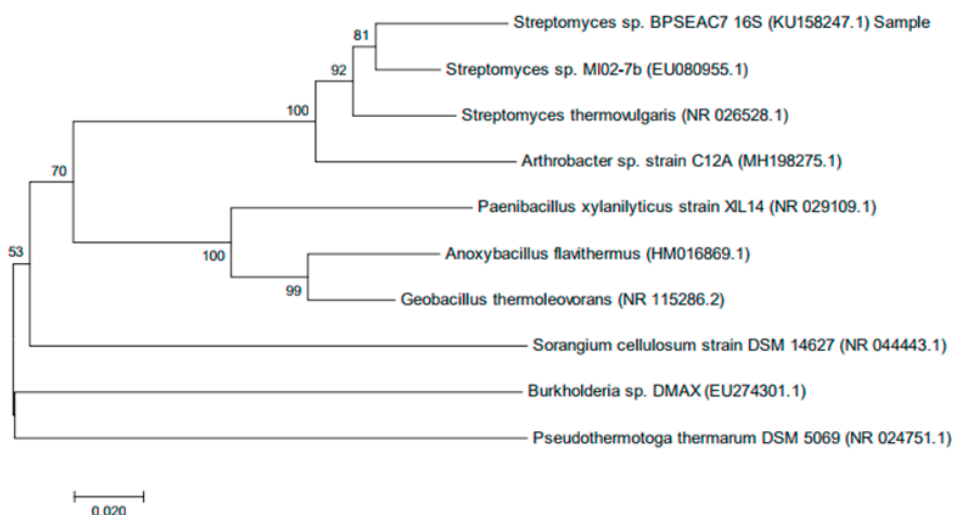 Streptomyces sp. BPSEAC7 16S (KU158247.1) Sample
81
Streptomyces sp. MI02-7b (EU080955.1)
92
Streptomyces thermovulgaris (NR 026528.1)
100
Arthrobacter sp. strain C12A (MH198275.1)
70
Paenibacillus xylanilyticus strain XIL14 (NR 029109.1)
53
100
Anoxybacillus flavithermus (HM016869.1)
99
Geobacillus thermoleovorans (NR 115286.2)
Sorangium cellulosum strain DSM 14627 (NR 044443.1)
Burkholderia sp. DMAX (EU274301.1)
Pseudothermotoga thermarum DSM 5069 (NR 024751.1)
0.020